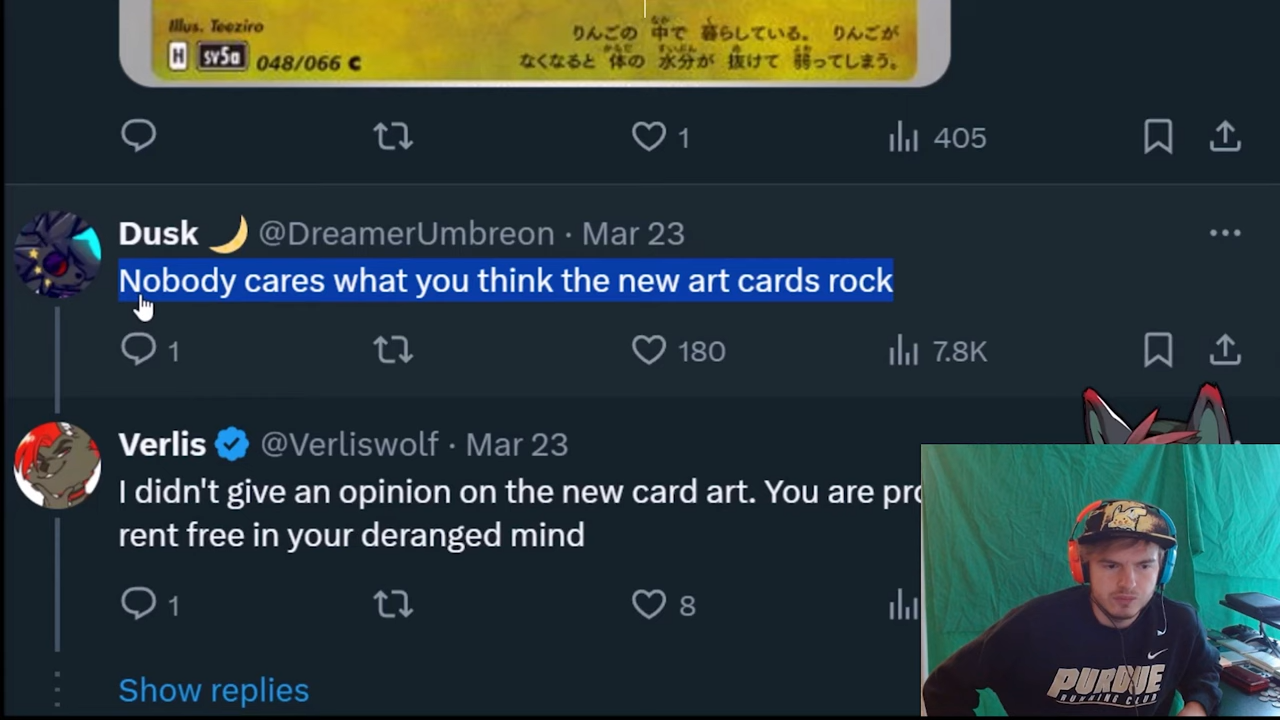 Illus. Teeziro
りんごの 中で 暮らしている。 りんごが
H sv5a 048/066 C
なくなると 体の 水分が 抜けて 弱ってしまう。
1 405
Dusk 🌙 @DreamerUmbreon · Mar 23
Nobody cares what you think the new art cards rock
1 180 7.8K
Verlis @Verliswolf · Mar 23
I didn't give an opinion on the new card art. You are
rent free in your deranged mind
1 8
Show replies
PURDUE
RUNNING CLUB